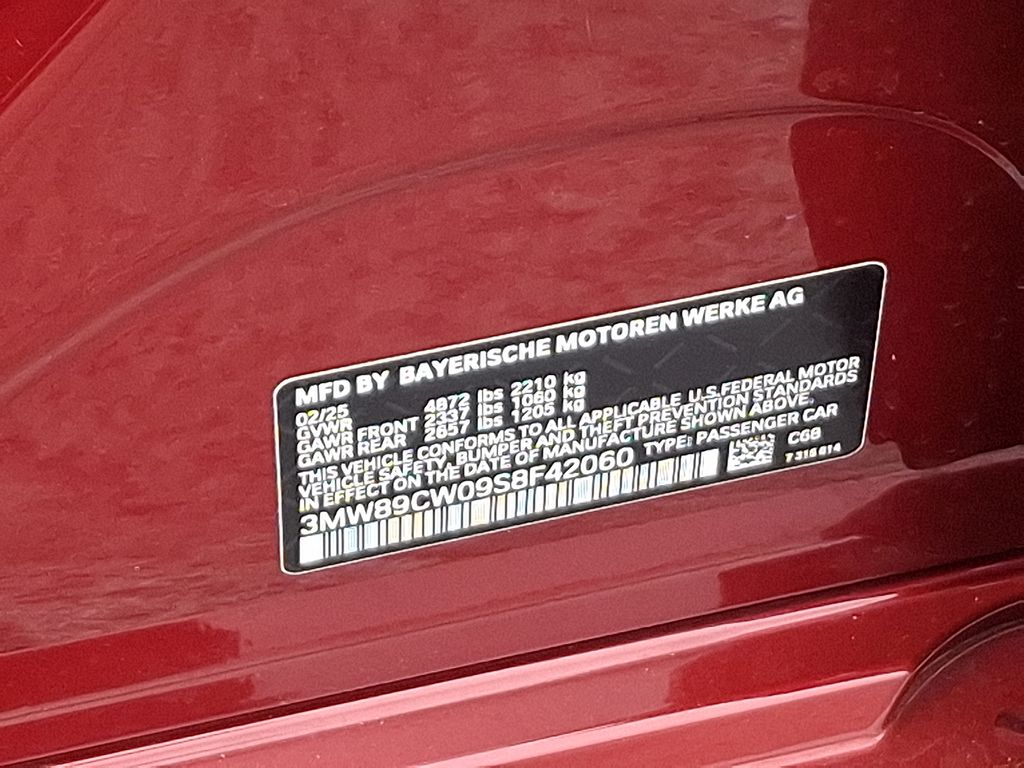 MFD BY BAYERISCHE MOTOREN WERKE AG
02/25
GVWR 4872 lbs 2210 kg
GAWR FRONT 2337 lbs 1060 kg
GAWR REAR 2657 lbs 1205 kg
THIS VEHICLE CONFORMS TO ALL APPLICABLE U.S.FEDERAL MOTOR
VEHICLE SAFETY, BUMPER AND THEFT PREVENTION STANDARDS
IN EFFECT ON THE DATE OF MANUFACTURE SHOWN ABOVE.
3MW89CW09S8F42060 TYPE: PASSENGER CAR
C68
7 316 614